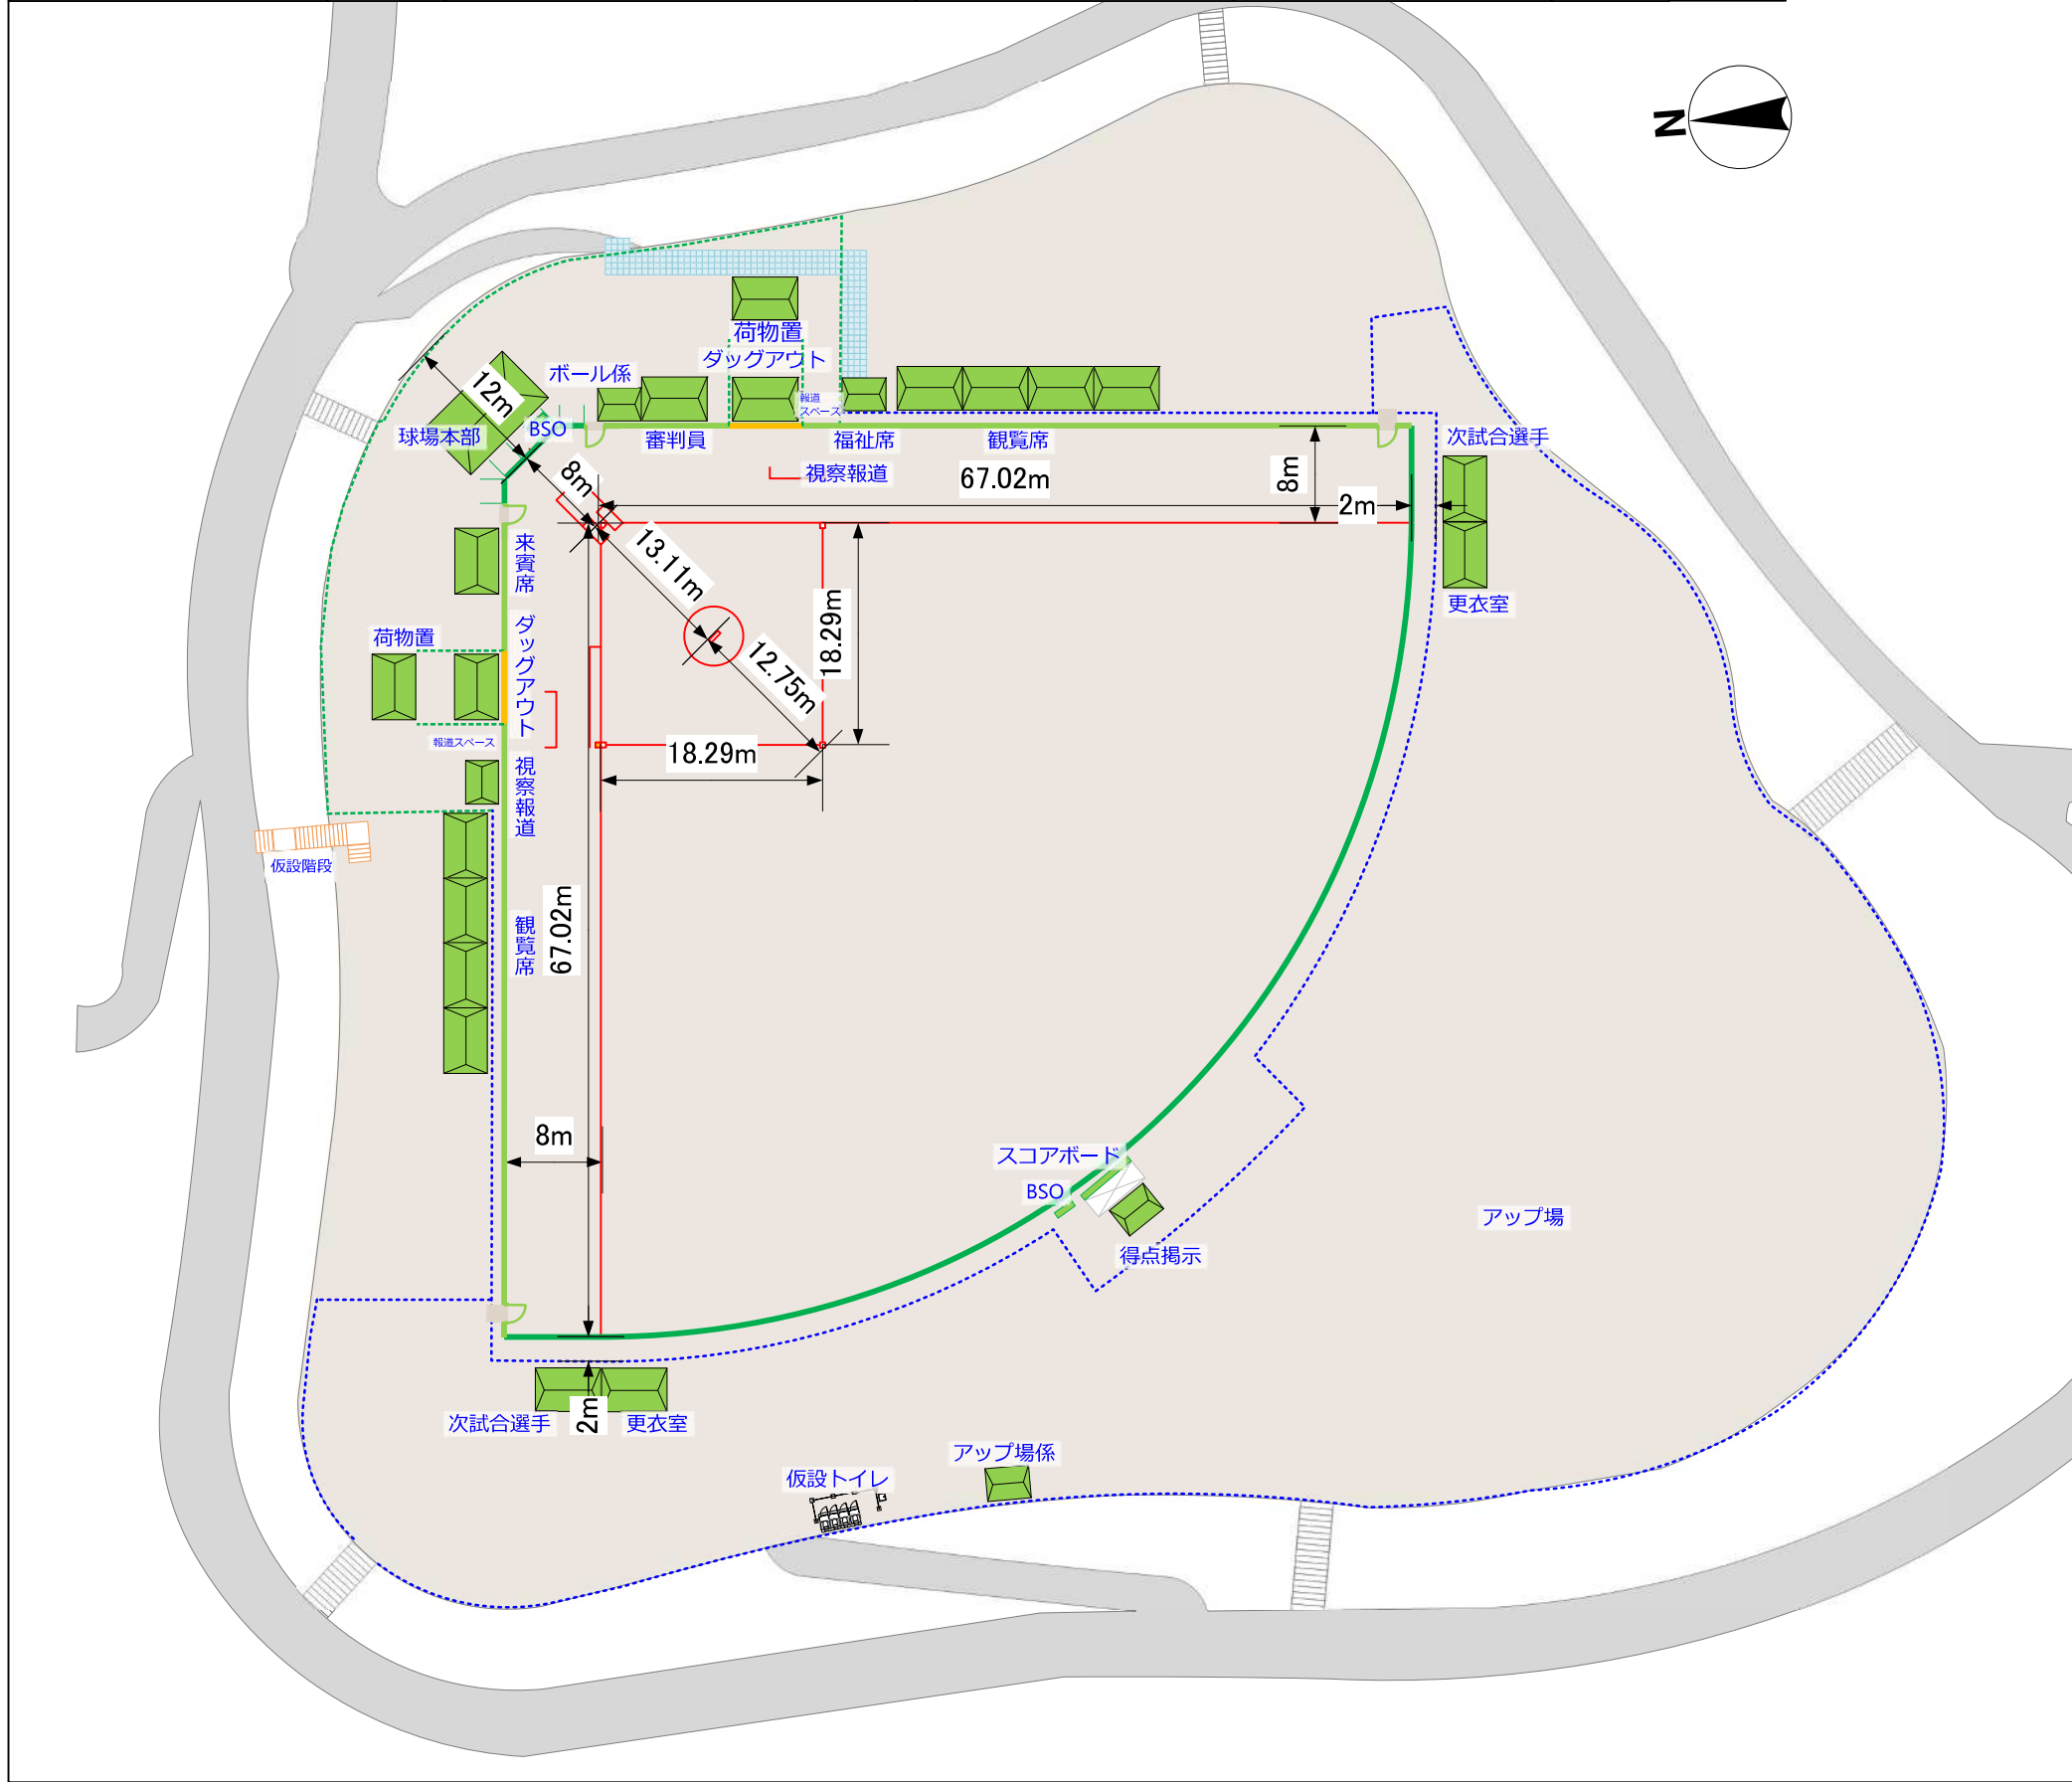 N
荷物置
ダッグアウト
ボール係
報道
スペース
12m
球場本部
BSO
審判員
福祉席
観覧席
次試合選手
視察報道
67.02m
8m
8m
2m
来賓席
13.11m
18.29m
更衣室
荷物置
ダッグアウト
12.75m
18.29m
報道スペース
視察報道
仮設階段
観覧席
67.02m
8m
スコアボード
BSO
得点掲示
アップ場
次試合選手
2m
更衣室
アップ場係
仮設トイレ